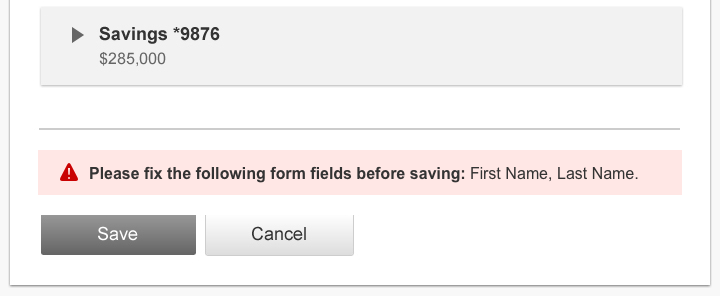 Savings *9876
$285,000
Please fix the following form fields before saving: First Name, Last Name.
Save
Cancel